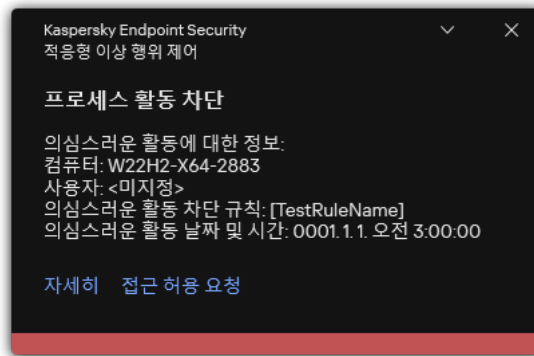 Kaspersky Endpoint Security
적응형 이상 행위 제어
프로세스 활동 차단
의심스러운 활동에 대한 정보:
컴퓨터: W22H2-X64-2883
사용자: <미지정>
의심스러운 활동 차단 규칙: [TestRuleName]
의심스러운 활동 날짜 및 시간: 0001. 1. 1. 오전 3:00:00
자세히 접근 허용 요청